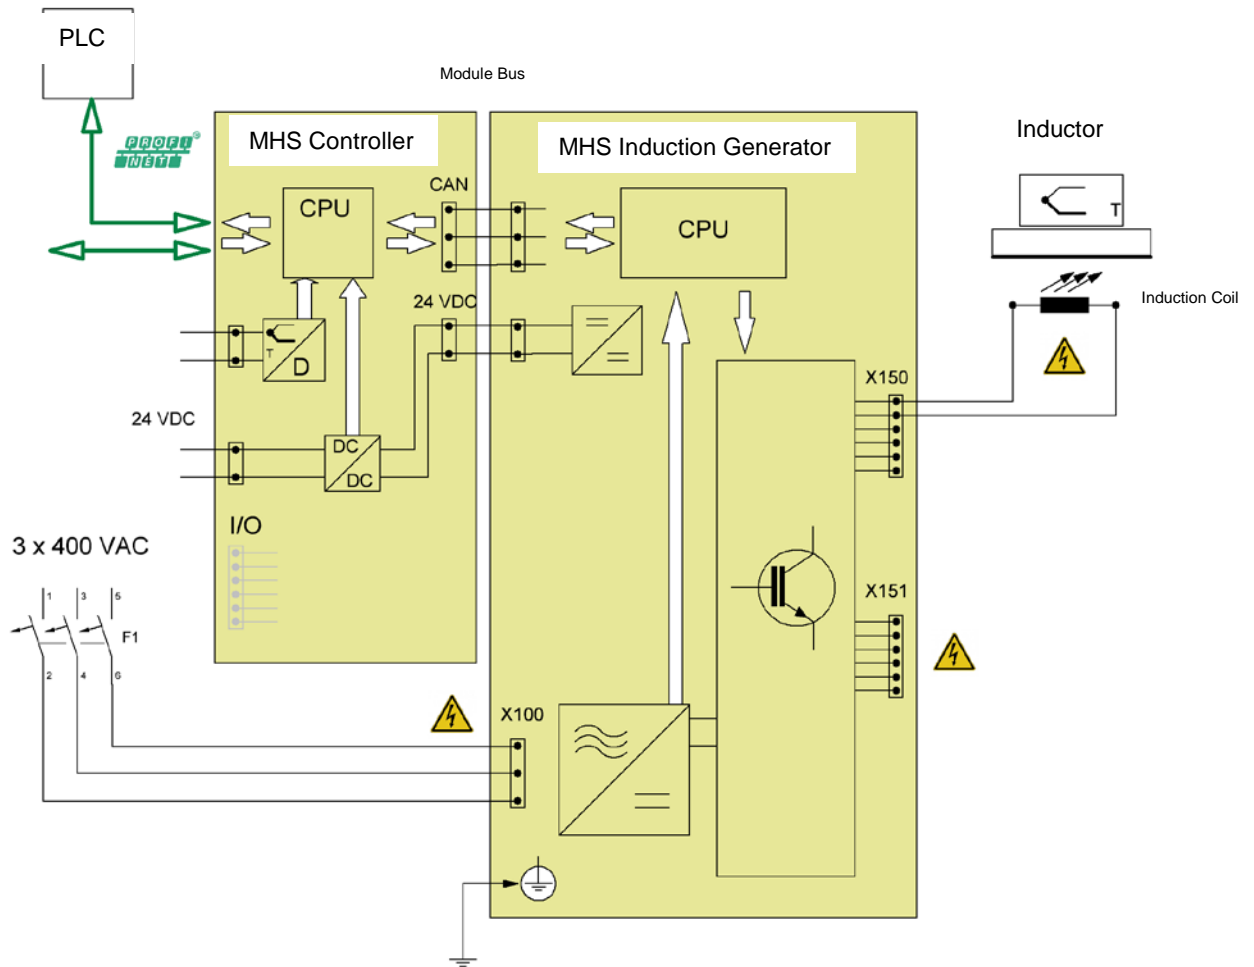 PLC
Module Bus
PROFI
NET
MHS Controller
MHS Induction Generator
Inductor
CAN
CPU
CPU
T
24 VDC
Induction Coil
T
D
X150
24 VDC
DC
DC
I/O
3 x 400 VAC
X151
1
3
5
F1
2
4
6
X100